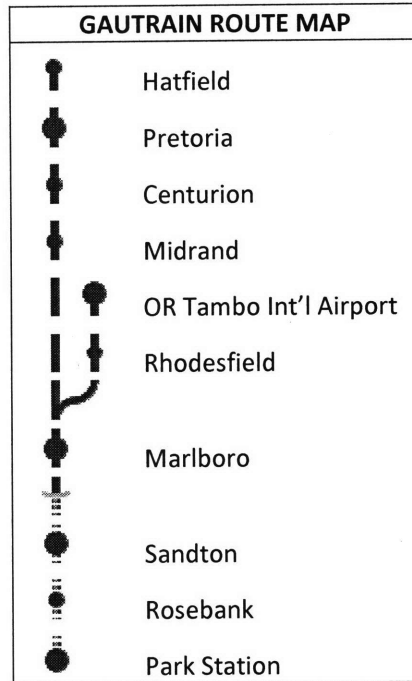 GAUTRAIN ROUTE MAP
Hatfield
Pretoria
Centurion
Midrand
OR Tambo Int'l Airport
Rhodesfield
Marlboro
Sandton
Rosebank
Park Station